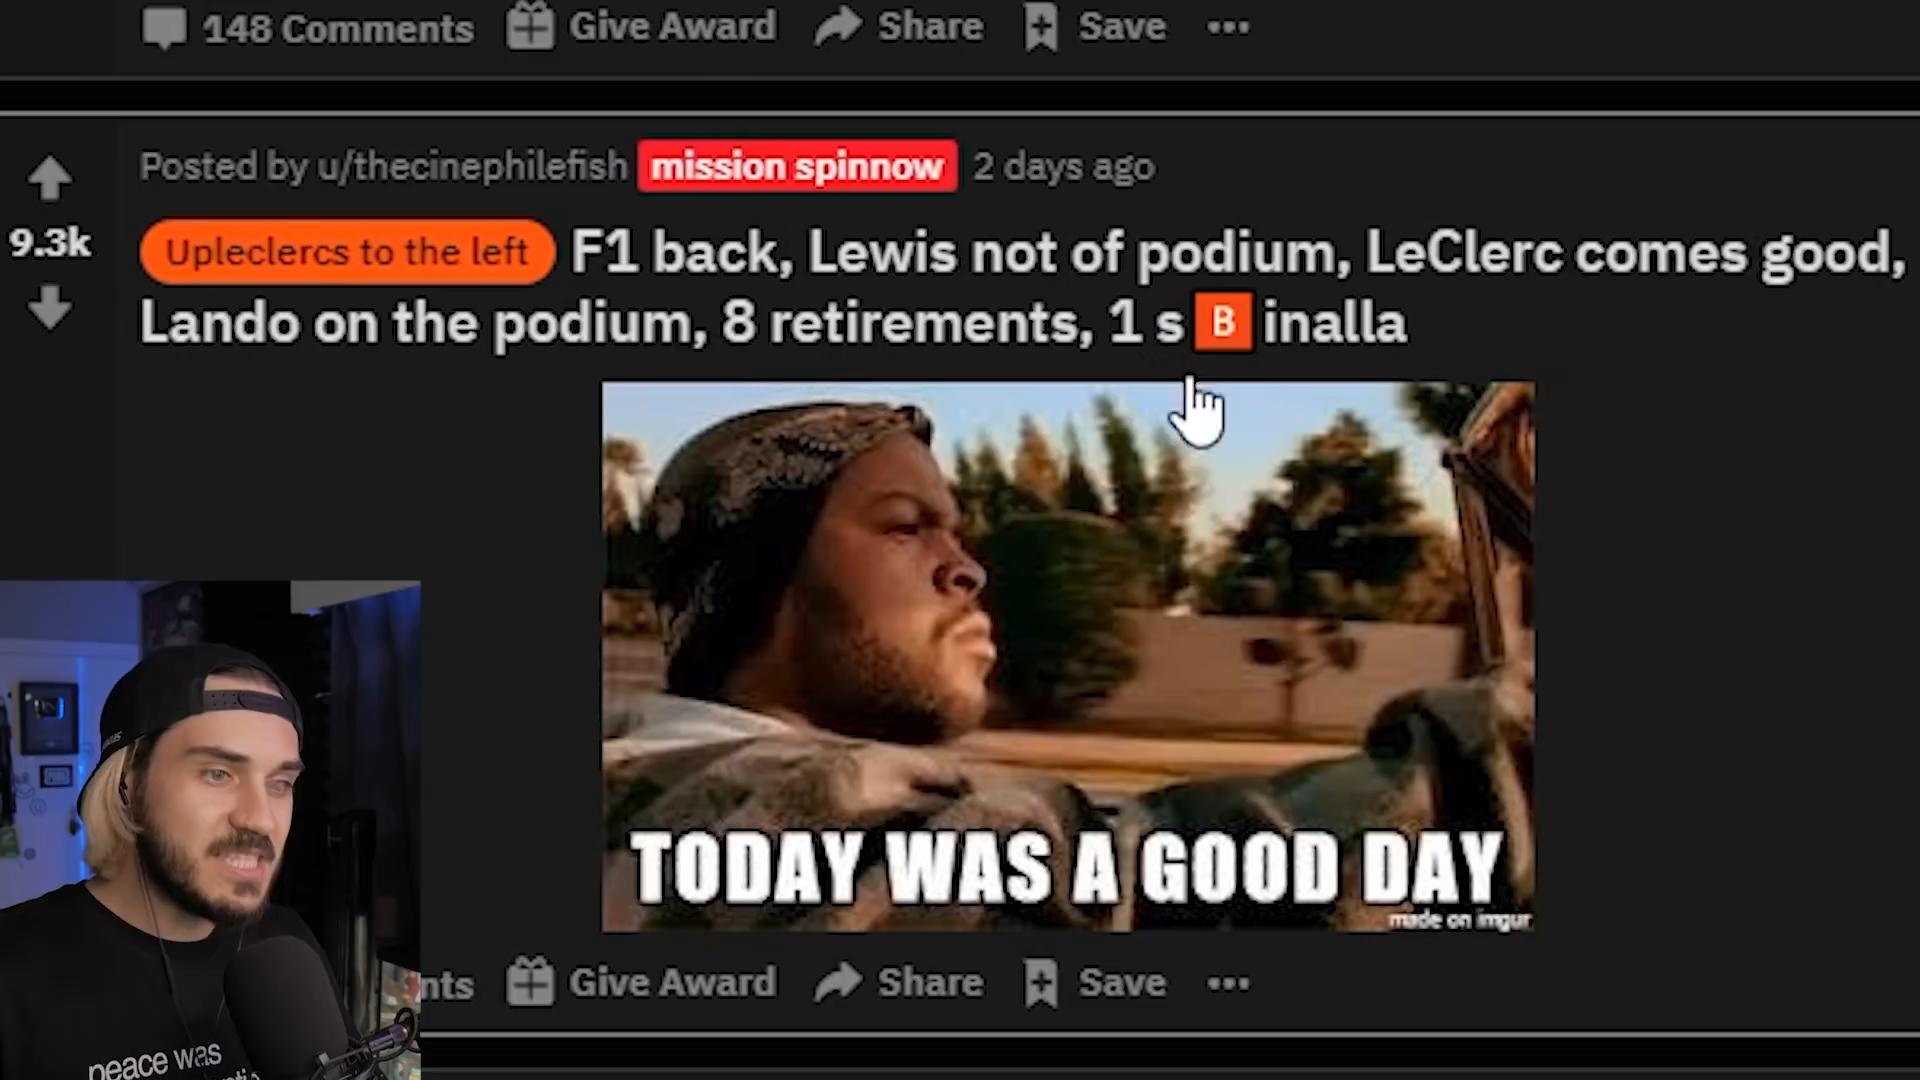 148 Comments Give Award Share Save
Posted by u/thecinephilefish mission spinnow 2 days ago
9.3k
Upleclercs to the left F1 back, Lewis not of podium, LeClerc comes good,
Lando on the podium, 8 retirements, 1 s B inalla
TODAY WAS A GOOD DAY
made on imgur
nts Give Award Share Save
peace was